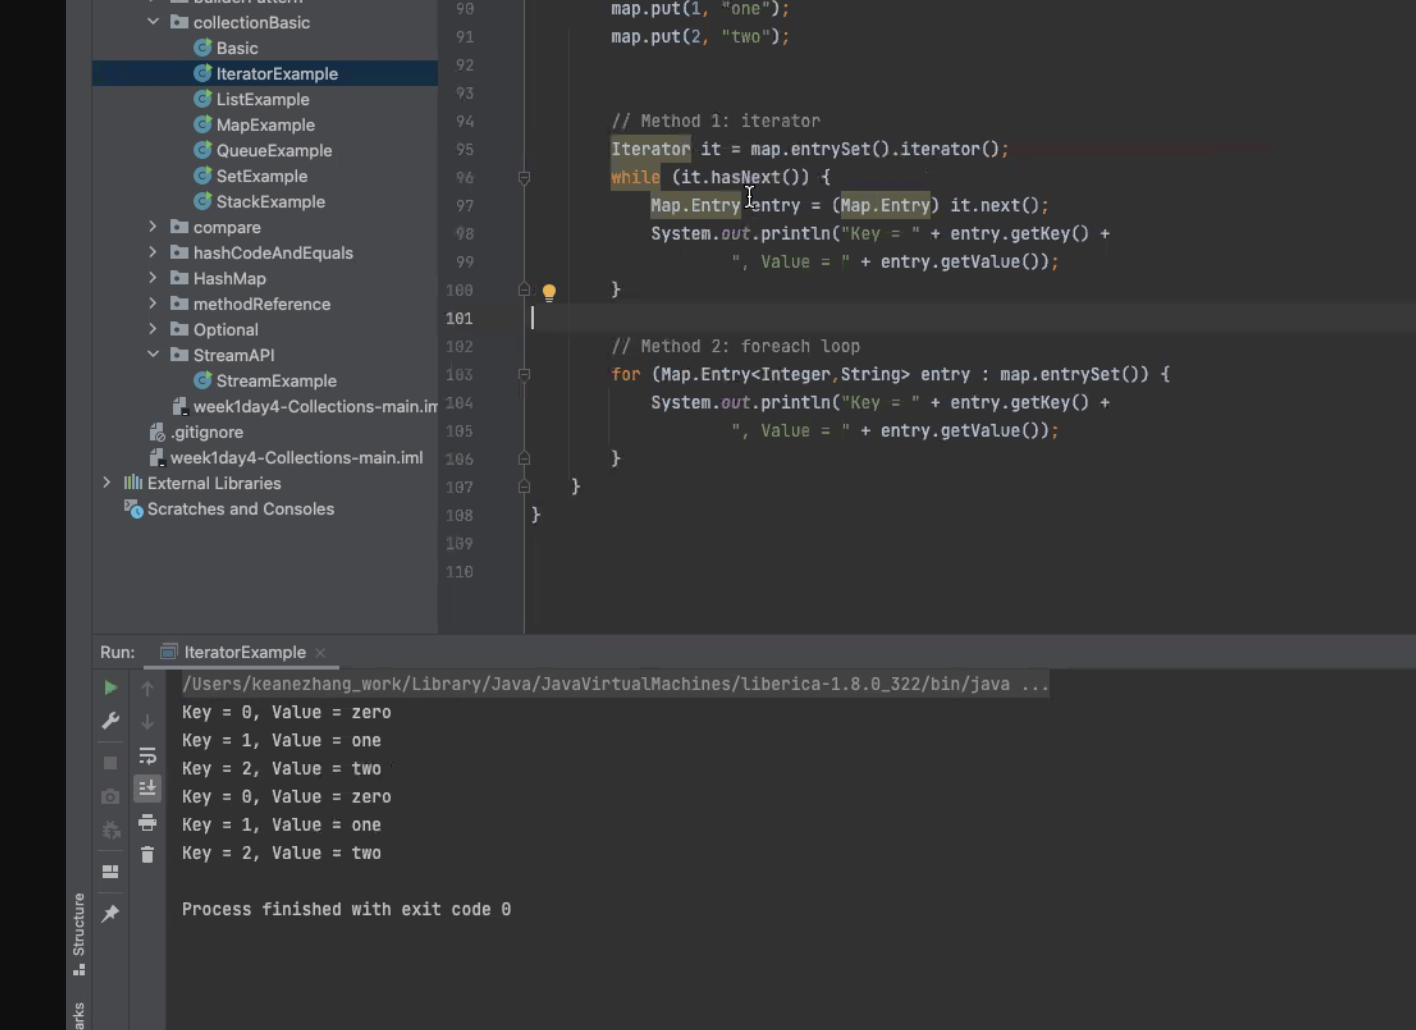 collectionBasic
Basic
IteratorExample
ListExample
MapExample
QueueExample
SetExample
StackExample
compare
hashCodeAndEquals
HashMap
methodReference
Optional
StreamAPI
StreamExample
week1day4-Collections-main.im
.gitignore
week1day4-Collections-main.iml
External Libraries
Scratches and Consoles
90 map.put(1, "one");
91 map.put(2, "two");
92
93
94 // Method 1: iterator
95 Iterator it = map.entrySet().iterator();
96 while (it.hasNext()) {
97 Map.Entry entry = (Map.Entry) it.next();
98 System.out.println("Key = " + entry.getKey() +
99 ", Value = " + entry.getValue());
100 }
101
102 // Method 2: foreach loop
103 for (Map.Entry<Integer,String> entry : map.entrySet()) {
104 System.out.println("Key = " + entry.getKey() +
105 ", Value = " + entry.getValue());
106 }
107 }
108 }
109
110
Run: IteratorExample
/Users/keanezhang_work/Library/Java/JavaVirtualMachines/liberica-1.8.0_322/bin/java ...
Key = 0, Value = zero
Key = 1, Value = one
Key = 2, Value = two
Key = 0, Value = zero
Key = 1, Value = one
Key = 2, Value = two
Process finished with exit code 0
Structure